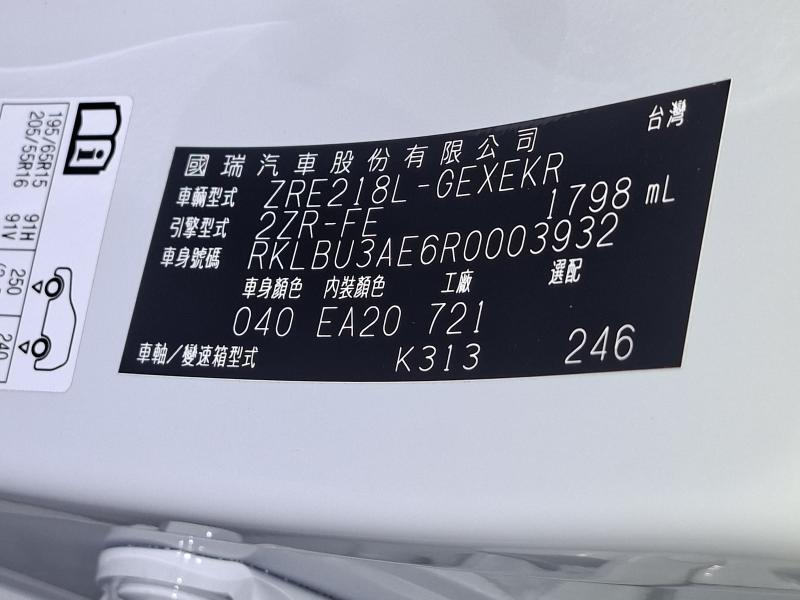 國瑞汽車股份有限公司 台灣
車輛型式 ZRE218L-GEXEKR
引擎型式 2ZR-FE 1798 mL
車身號碼 RKLBU3AE6R0003932
車身顏色 內裝顏色 工廠 選配
040 EA20 721
車軸/變速箱型式 K313 246
195/65R15 91H 250
205/55R16 91V
240